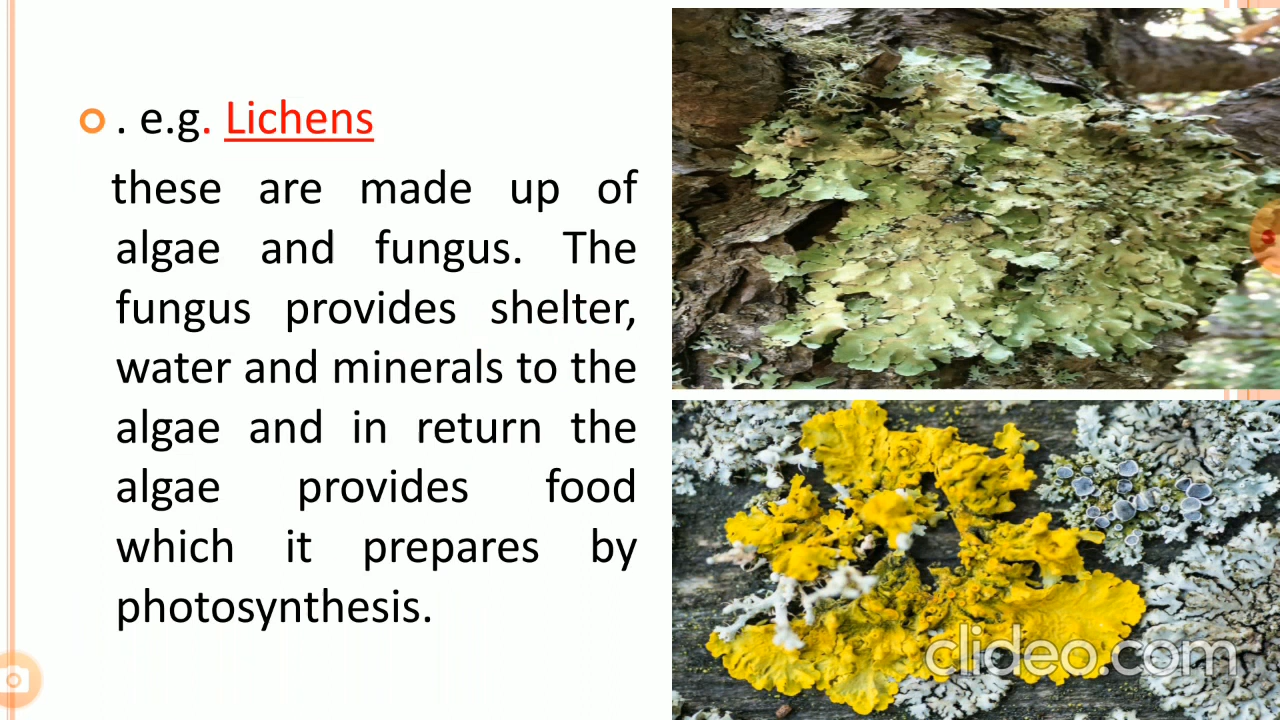 . e.g. Lichens
these are made up of
algae and fungus. The
fungus provides shelter,
water and minerals to the
algae and in return the
algae provides food
which it prepares by
photosynthesis.
clideo.com